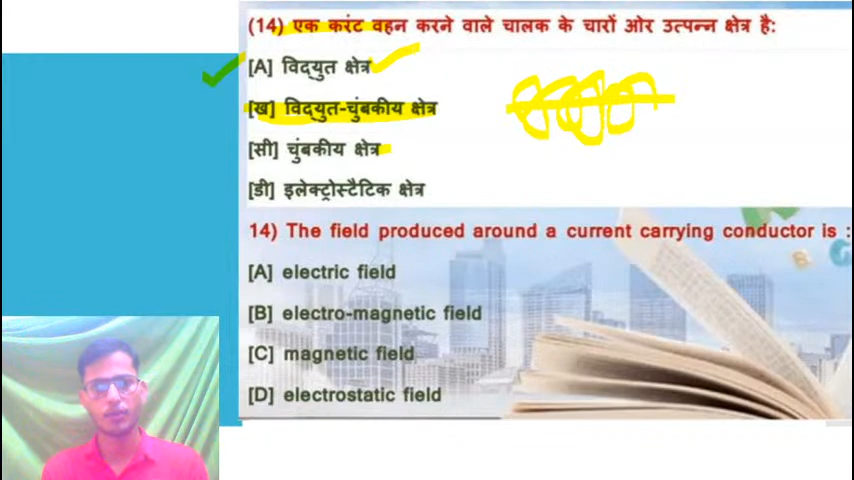 (14) एक करंट वहन करने वाले चालक के चारों ओर उत्पन्न क्षेत्र है:
[A] विद्युत क्षेत्र
[ख] विद्युत-चुंबकीय क्षेत्र
[सी] चुंबकीय क्षेत्र
[डी] इलेक्ट्रोस्टैटिक क्षेत्र
14) The field produced around a current carrying conductor is :
[A] electric field
[B] electro-magnetic field
[C] magnetic field
[D] electrostatic field